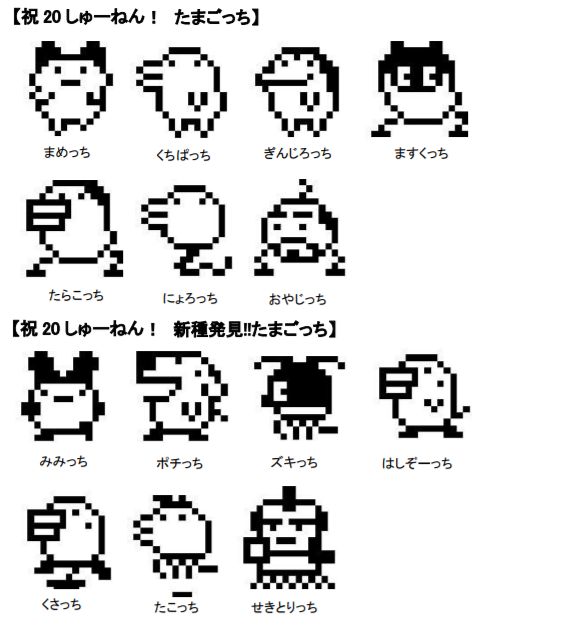 【祝 20 しゅーねん！ たまごっち】
まめっち くちぱっち ぎんじろっち ますくっち
たらこっち にょろっち おやじっち
【祝 20 しゅーねん！ 新種発見!!たまごっち】
みみっち ポチっち ズキっち はしぞーっち
くさっち たこっち せきとりっち